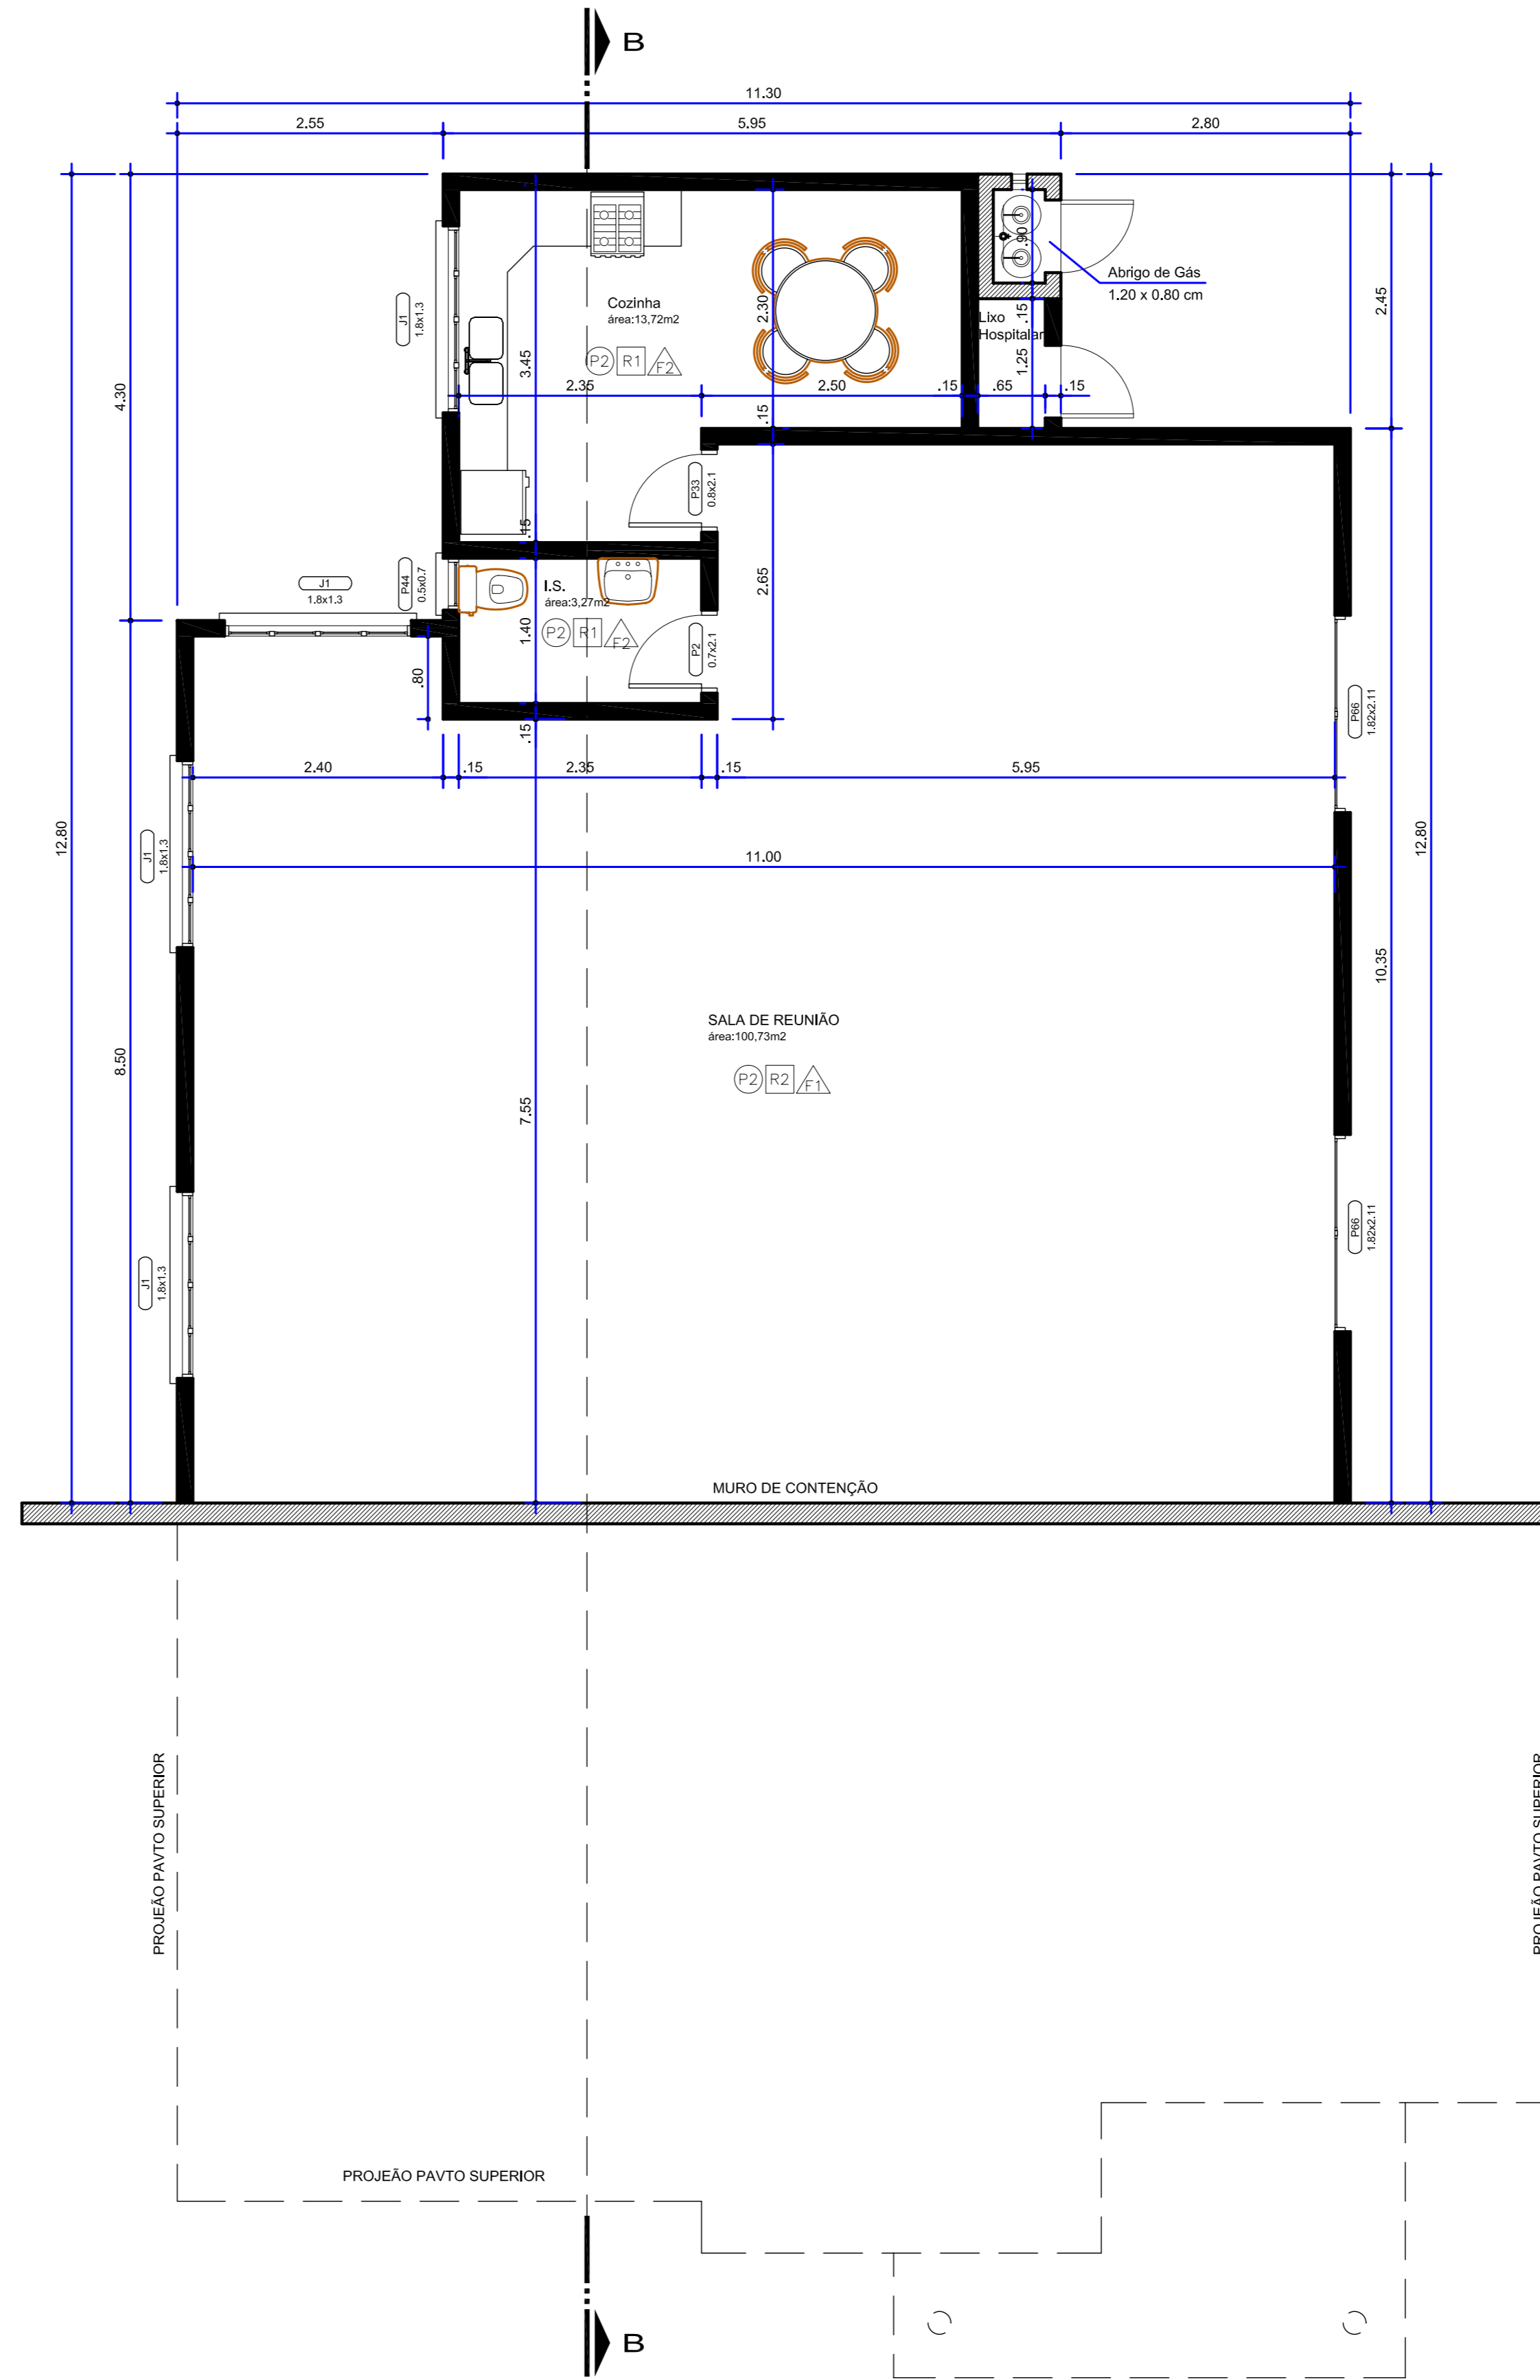 B
11.30
2.55
5.95
2.80
Abrigo de Gás
1.20 x 0.80 cm
.90
2.45
Cozinha
área:13,72m2
2.30
Lixo
Hospitalar
.15
J1
1.8x1.3
P2
R1
F2
3.45
1.25
4.30
2.35
2.50
.15
.65
.15
.15
P33
0.8x2.1
.15
2.65
J1
1.8x1.3
P44
0.5x0.7
I.S.
área:3,27m2
P2
R1
F2
1.40
P2
0.7x2.1
.80
.15
P66
1.82x2.11
2.40
.15
2.35
.15
5.95
12.80
J1
1.8x1.3
11.00
12.80
10.35
SALA DE REUNIÃO
área:100,73m2
P2
R2
F1
8.50
7.55
P66
1.82x2.11
J1
1.8x1.3
MURO DE CONTENÇÃO
PROJEÃO PAVTO SUPERIOR
PROJEÃO PAVTO SUPERIOR
PROJEÃO PAVTO SUPERIOR
B